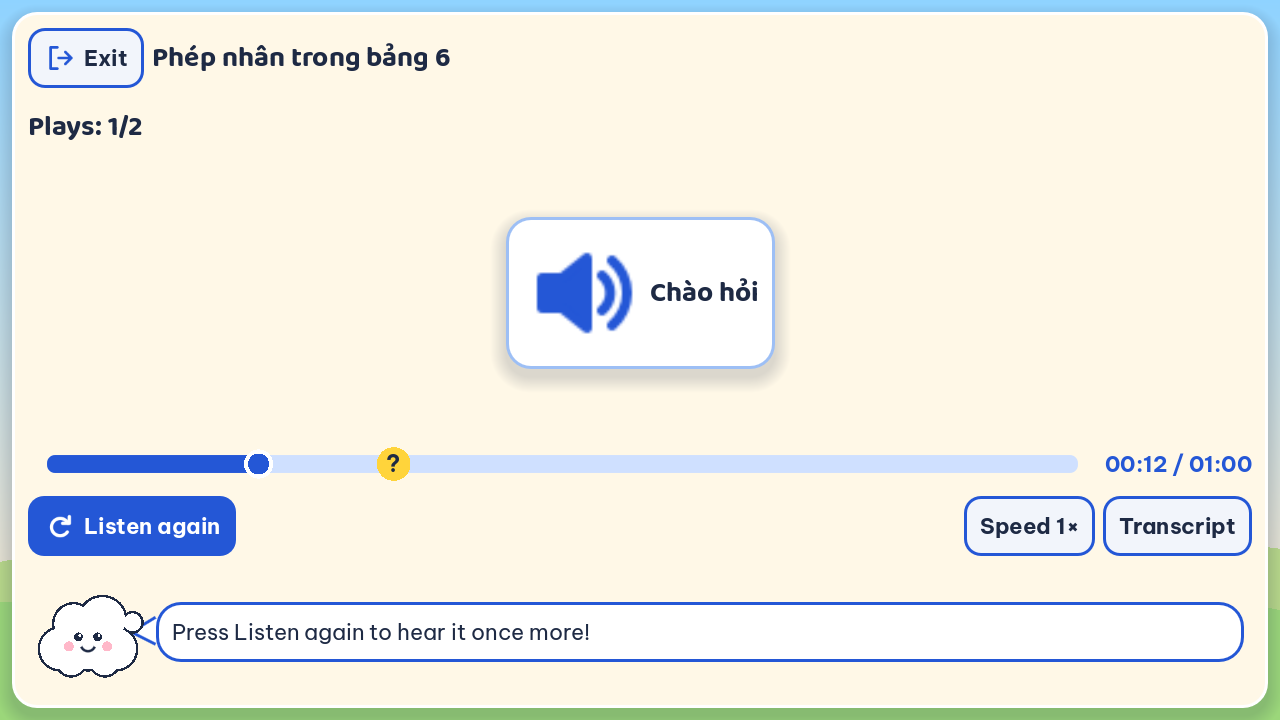 Exit
Phép nhân trong bảng 6
Plays: 1/2
Chào hỏi
?
00:12 / 01:00
Listen again
Speed 1×
Transcript
Press Listen again to hear it once more!